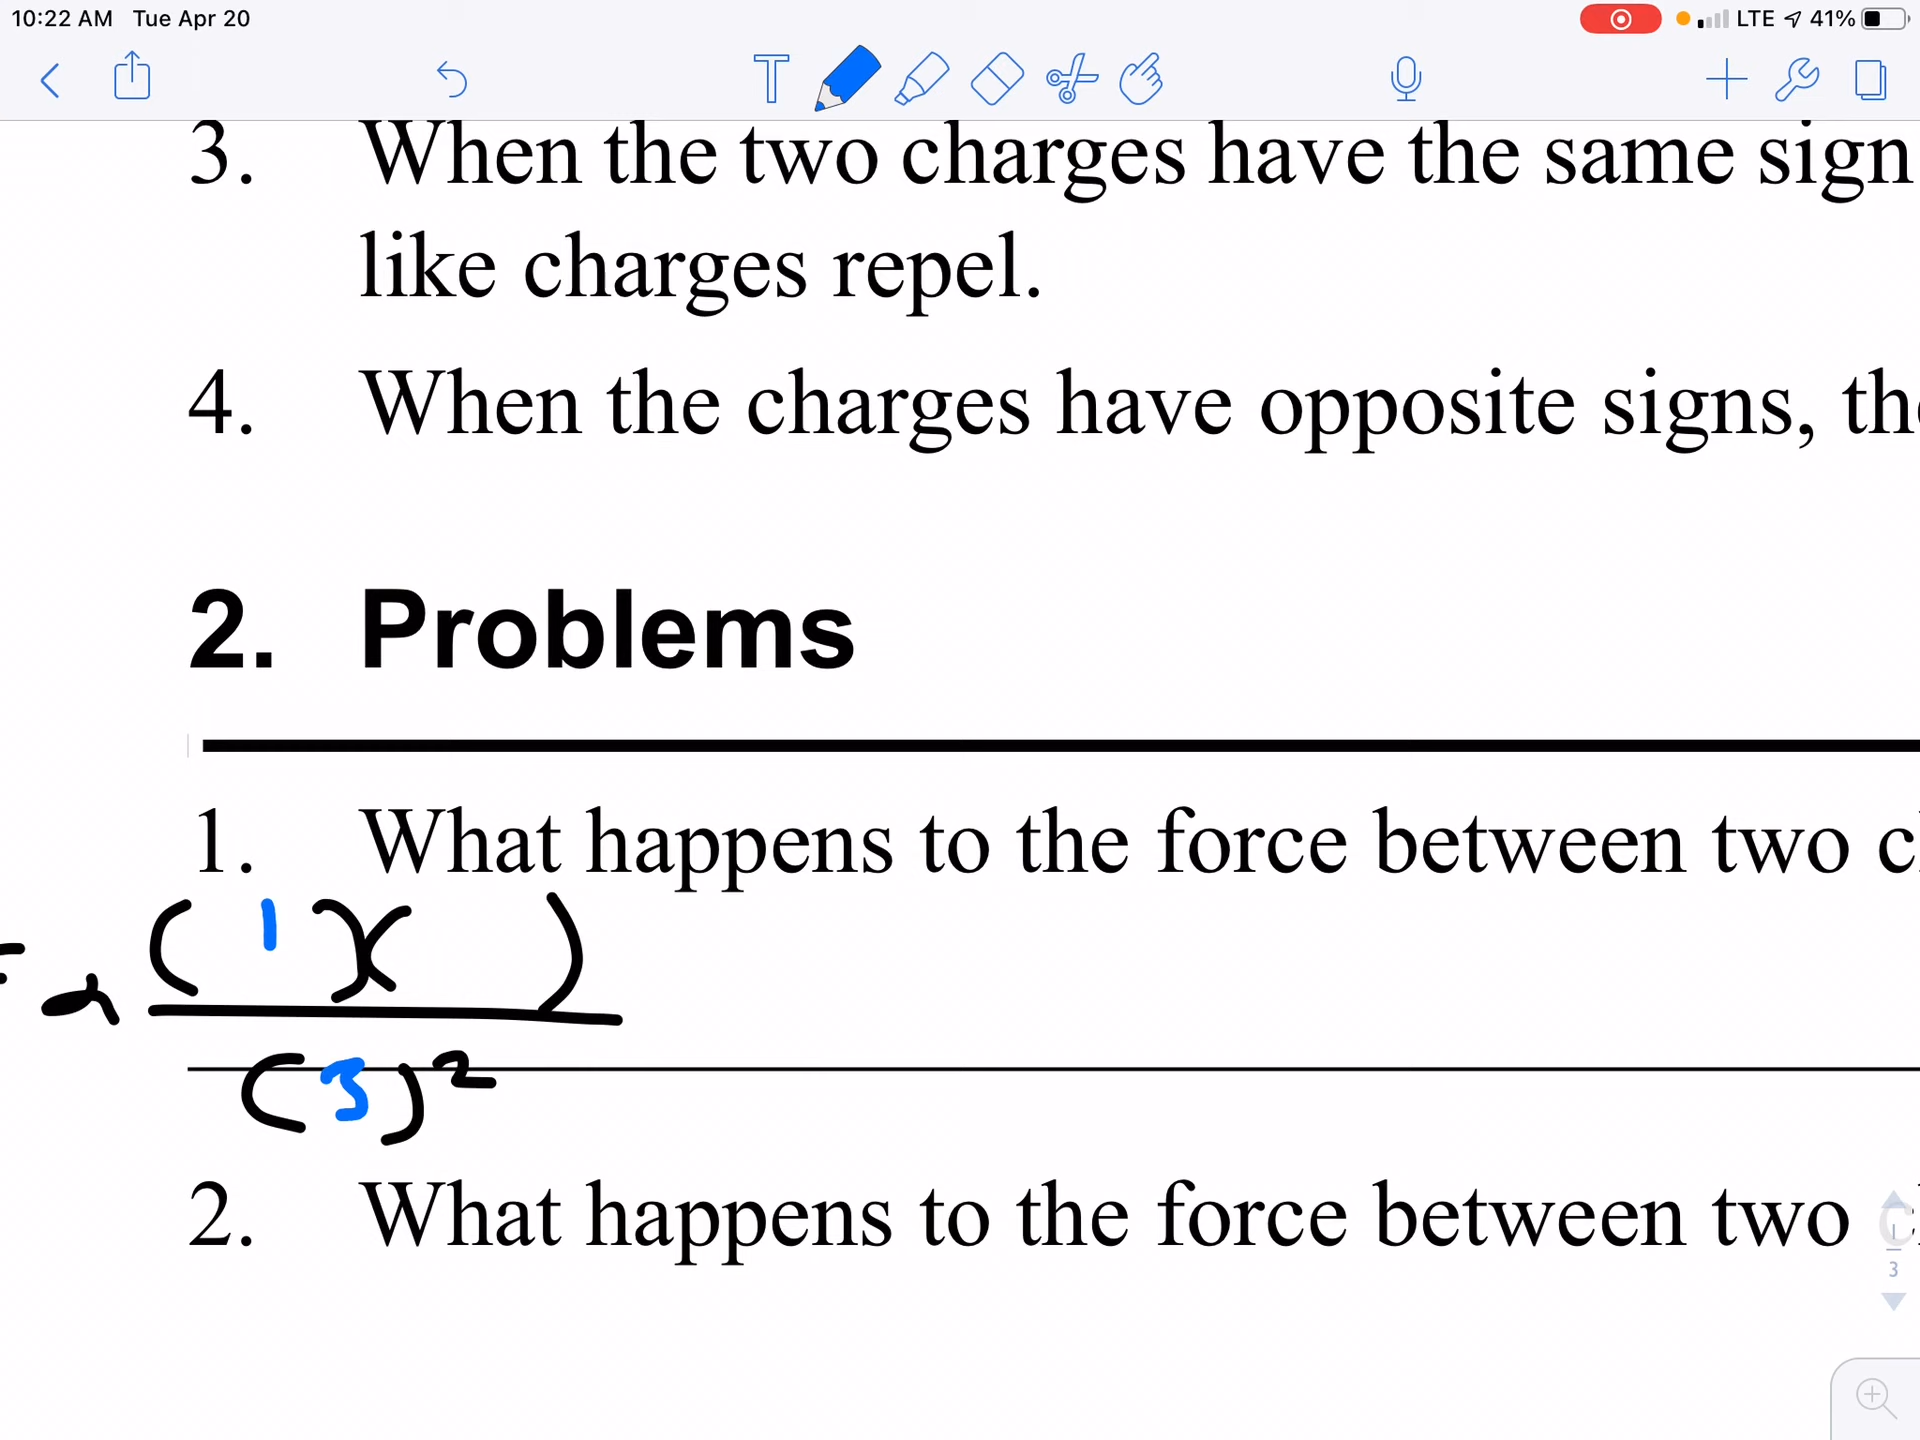 10:22 AM Tue Apr 20 LTE 41%
T
3. When the two charges have the same sign
like charges repel.
4. When the charges have opposite signs,
2. Problems
1. What happens to the force between two
(1)( )
α
(3)²
2. What happens to the force between two
1
3